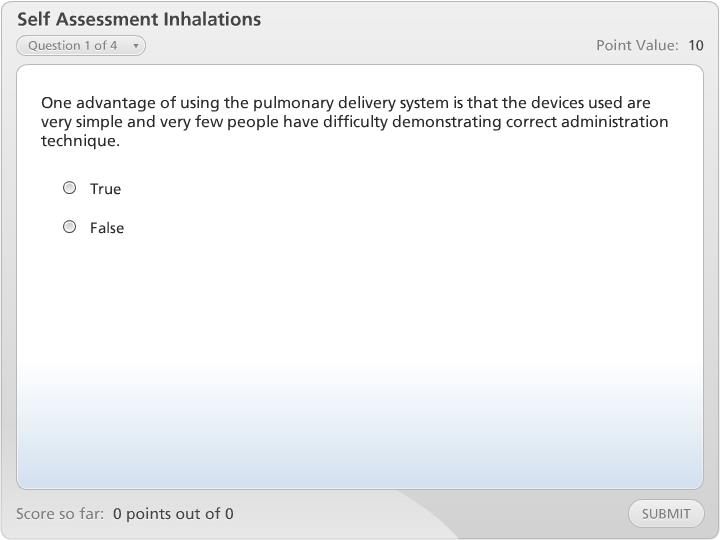 Self Assessment Inhalations
Question 1 of 4
Point Value: 10
One advantage of using the pulmonary delivery system is that the devices used are
very simple and very few people have difficulty demonstrating correct administration
technique.
True
False
Score so far: 0 points out of 0
SUBMIT